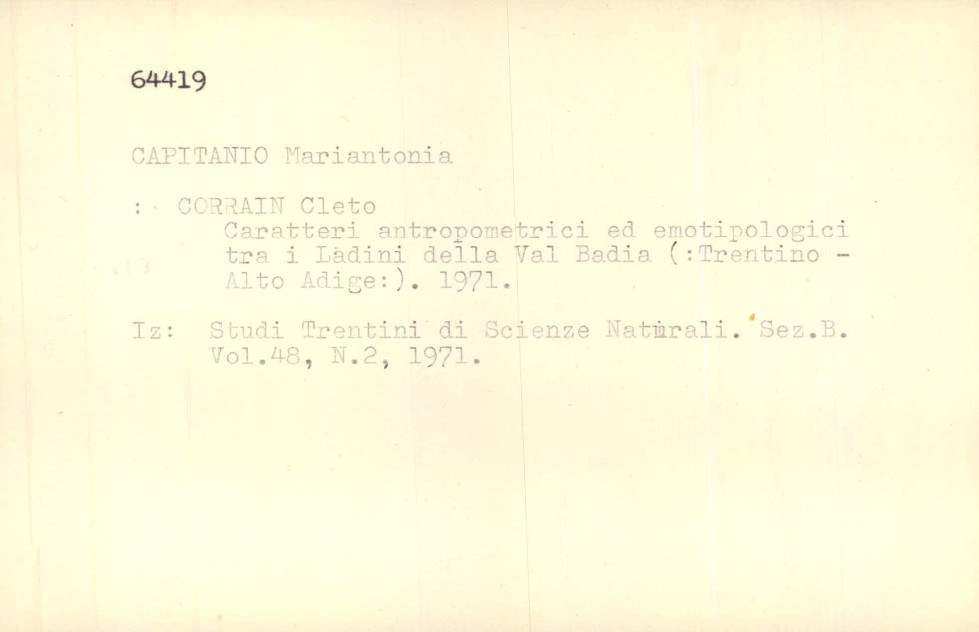 64419
CAPITANIO Mariantonia
: CORRAIN Cleto
Caratteri antropometrici ed emotipologici
tra i Ladini della Val Badia (:Trentino -
Alto Adige:). 1971.
Iz: Studi Trentini di Scienze Naturali. Sez.B.
Vol.48, N.2, 1971.